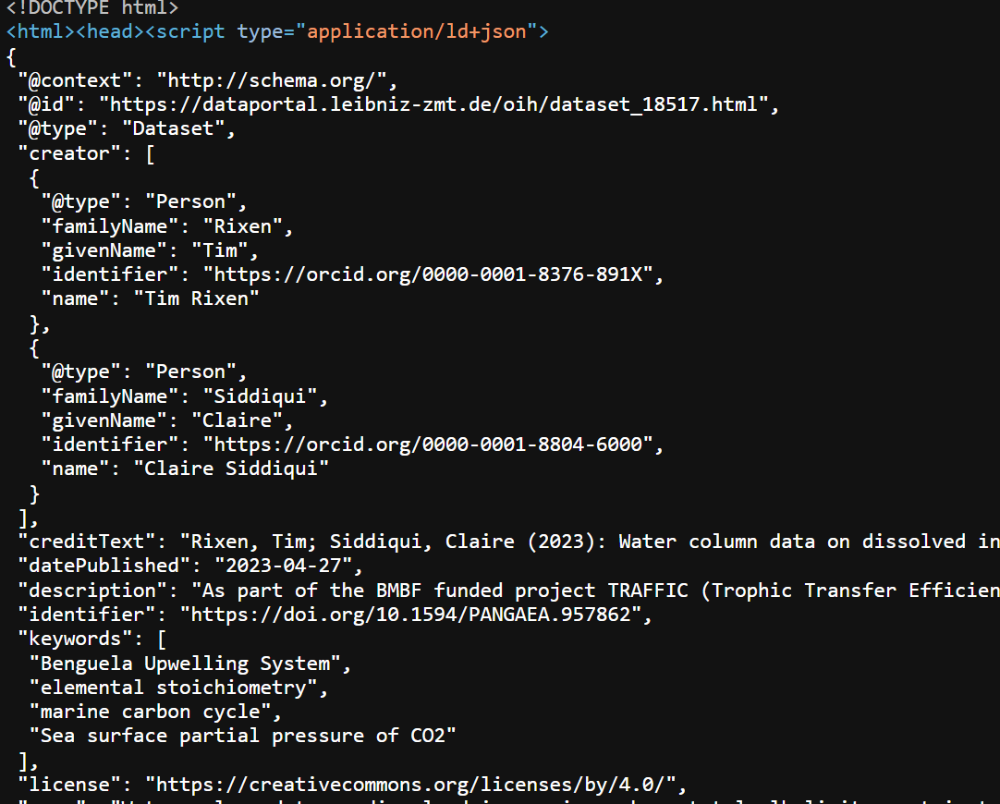 <!DOCTYPE html>
<html><head><script type="application/ld+json">
{
 "@context": "http://schema.org/",
 "@id": "https://dataportal.leibniz-zmt.de/oih/dataset_18517.html",
 "@type": "Dataset",
 "creator": [
  {
   "@type": "Person",
   "familyName": "Rixen",
   "givenName": "Tim",
   "identifier": "https://orcid.org/0000-0001-8376-891X",
   "name": "Tim Rixen"
  },
  {
   "@type": "Person",
   "familyName": "Siddiqui",
   "givenName": "Claire",
   "identifier": "https://orcid.org/0000-0001-8804-6000",
   "name": "Claire Siddiqui"
  }
 ],
 "creditText": "Rixen, Tim; Siddiqui, Claire (2023): Water column data on dissolved in
 "datePublished": "2023-04-27",
 "description": "As part of the BMBF funded project TRAFFIC (Trophic Transfer Efficien
 "identifier": "https://doi.org/10.1594/PANGAEA.957862",
 "keywords": [
  "Benguela Upwelling System",
  "elemental stoichiometry",
  "marine carbon cycle",
  "Sea surface partial pressure of CO2"
 ],
 "license": "https://creativecommons.org/licenses/by/4.0/",